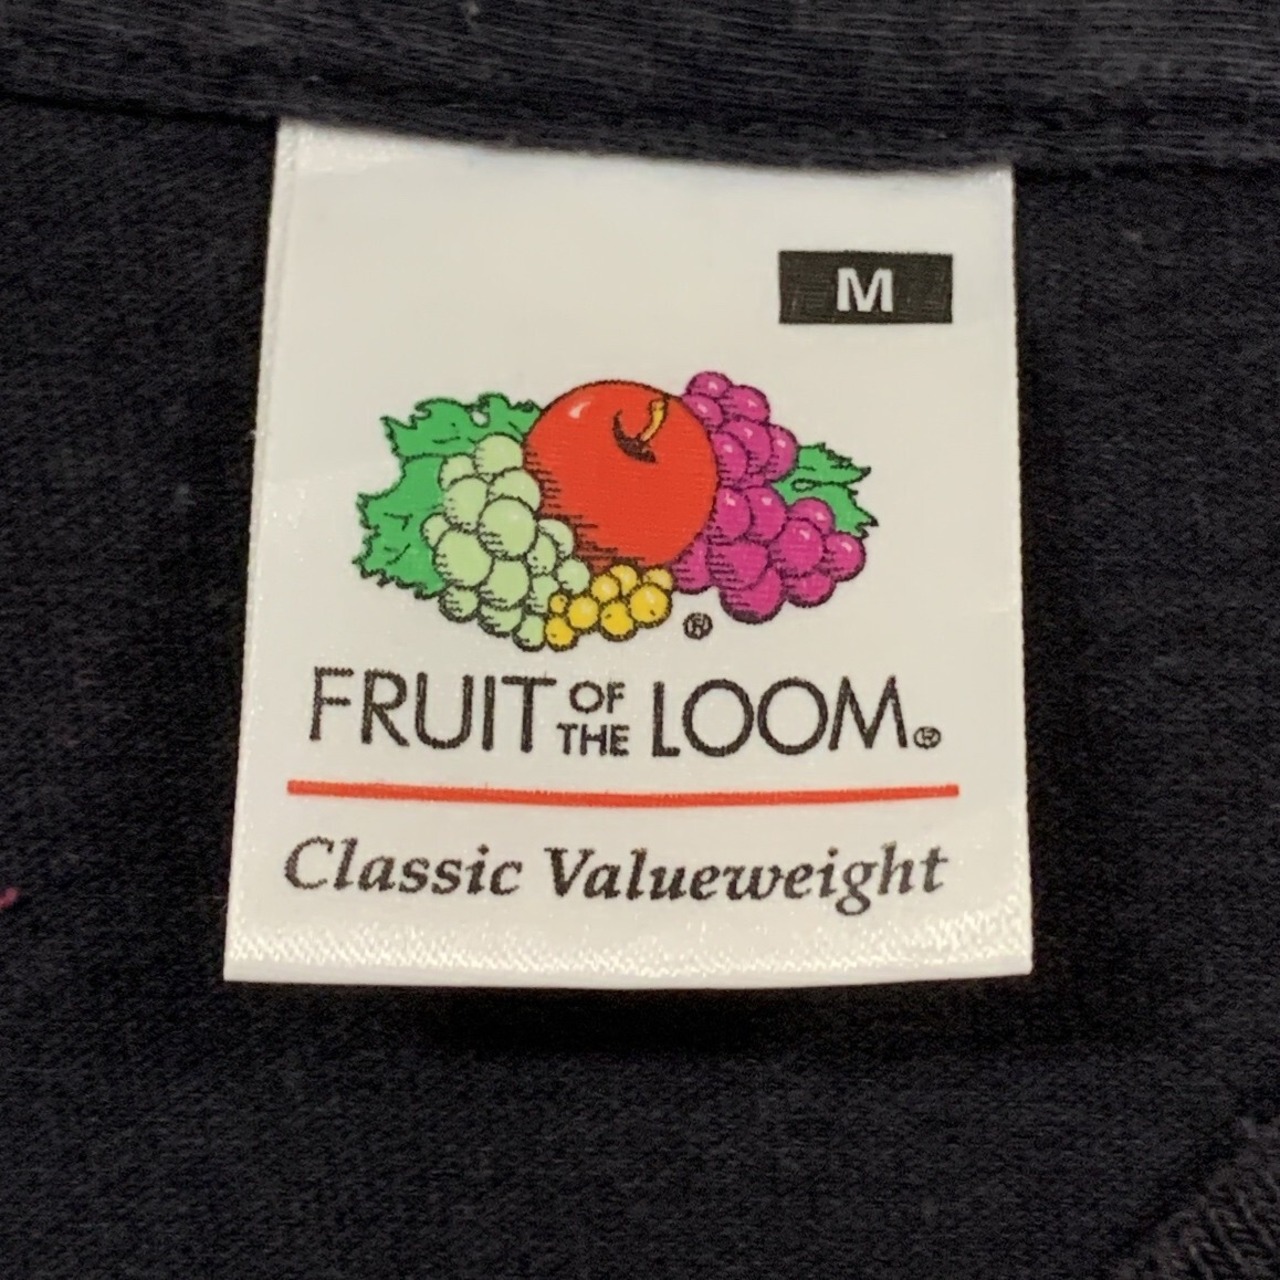 M
®
FRUIT OF THE LOOM®
Classic Valueweight